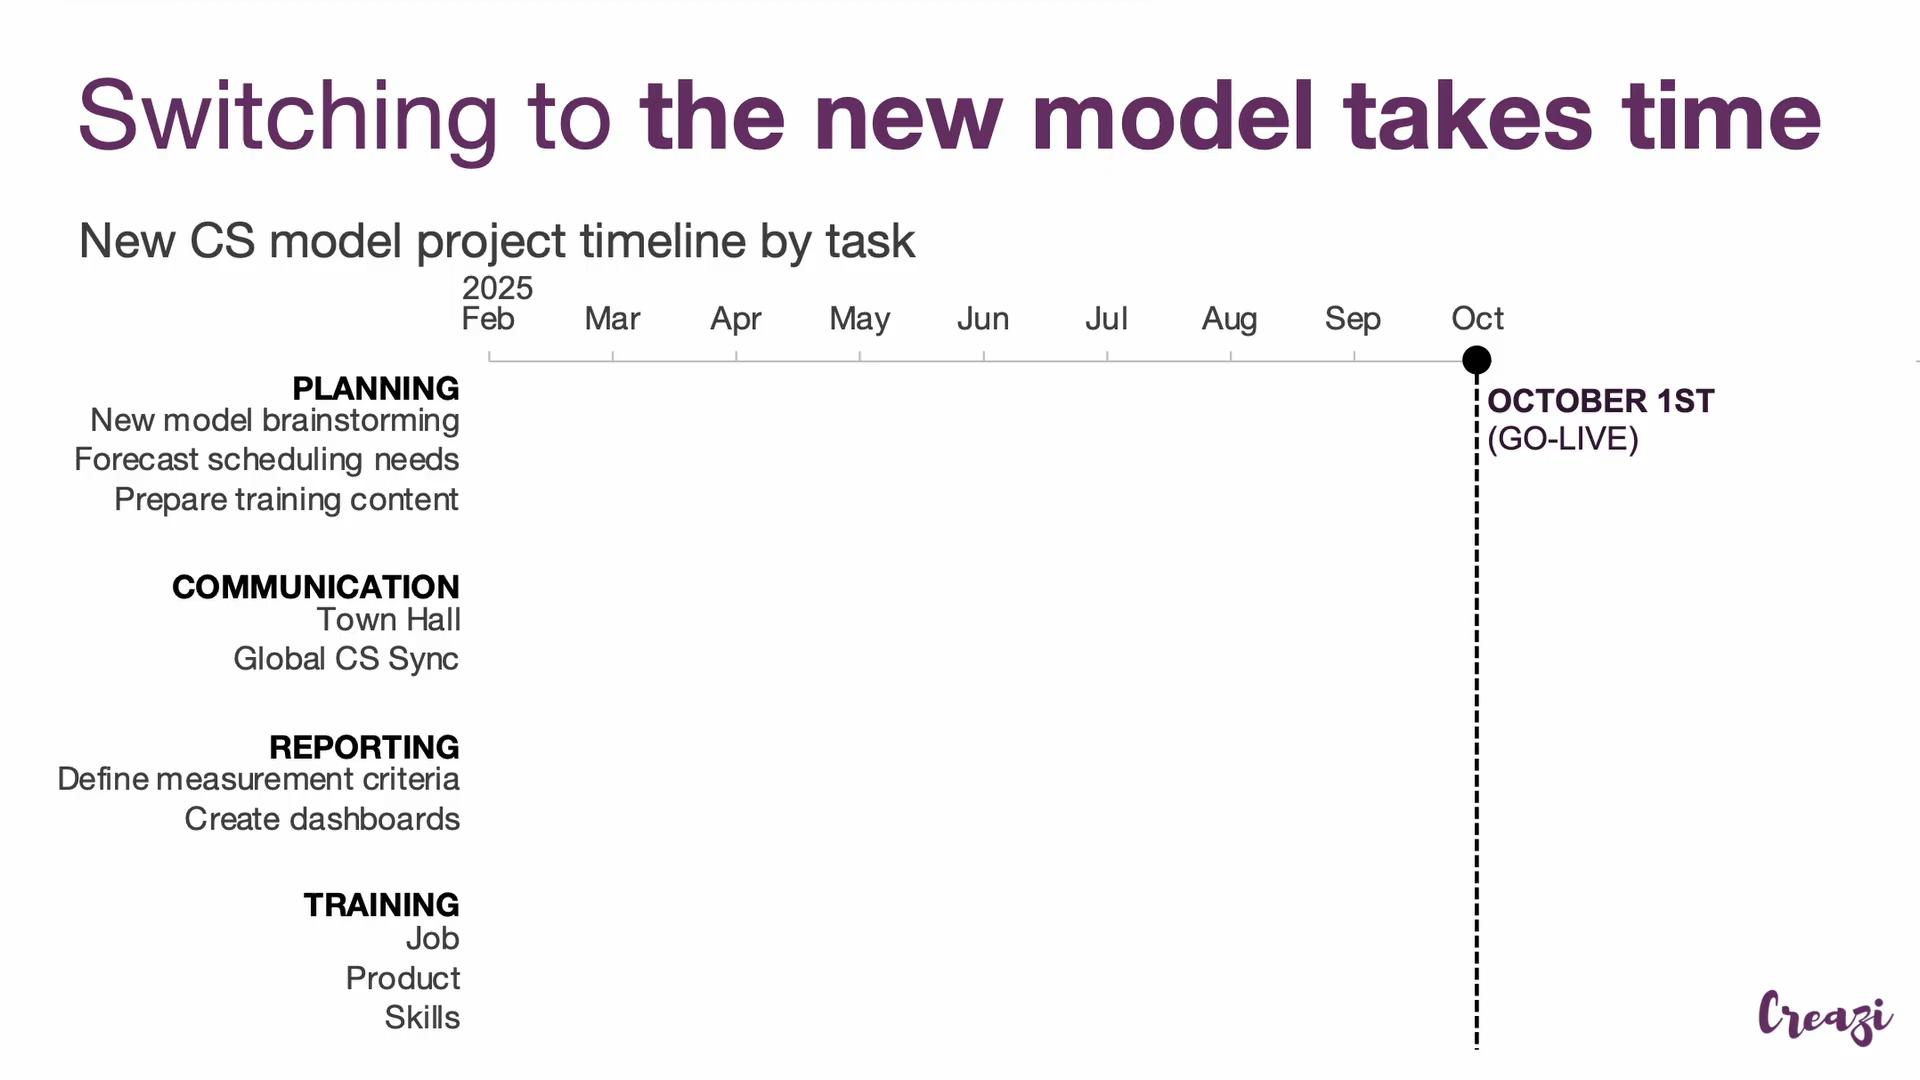 Switching to the new model takes time
New CS model project timeline by task
2025
Feb Mar Apr May Jun Jul Aug Sep Oct
OCTOBER 1ST
(GO-LIVE)
PLANNING
New model brainstorming
Forecast scheduling needs
Prepare training content
COMMUNICATION
Town Hall
Global CS Sync
REPORTING
Define measurement criteria
Create dashboards
TRAINING
Job
Product
Skills
Creazi